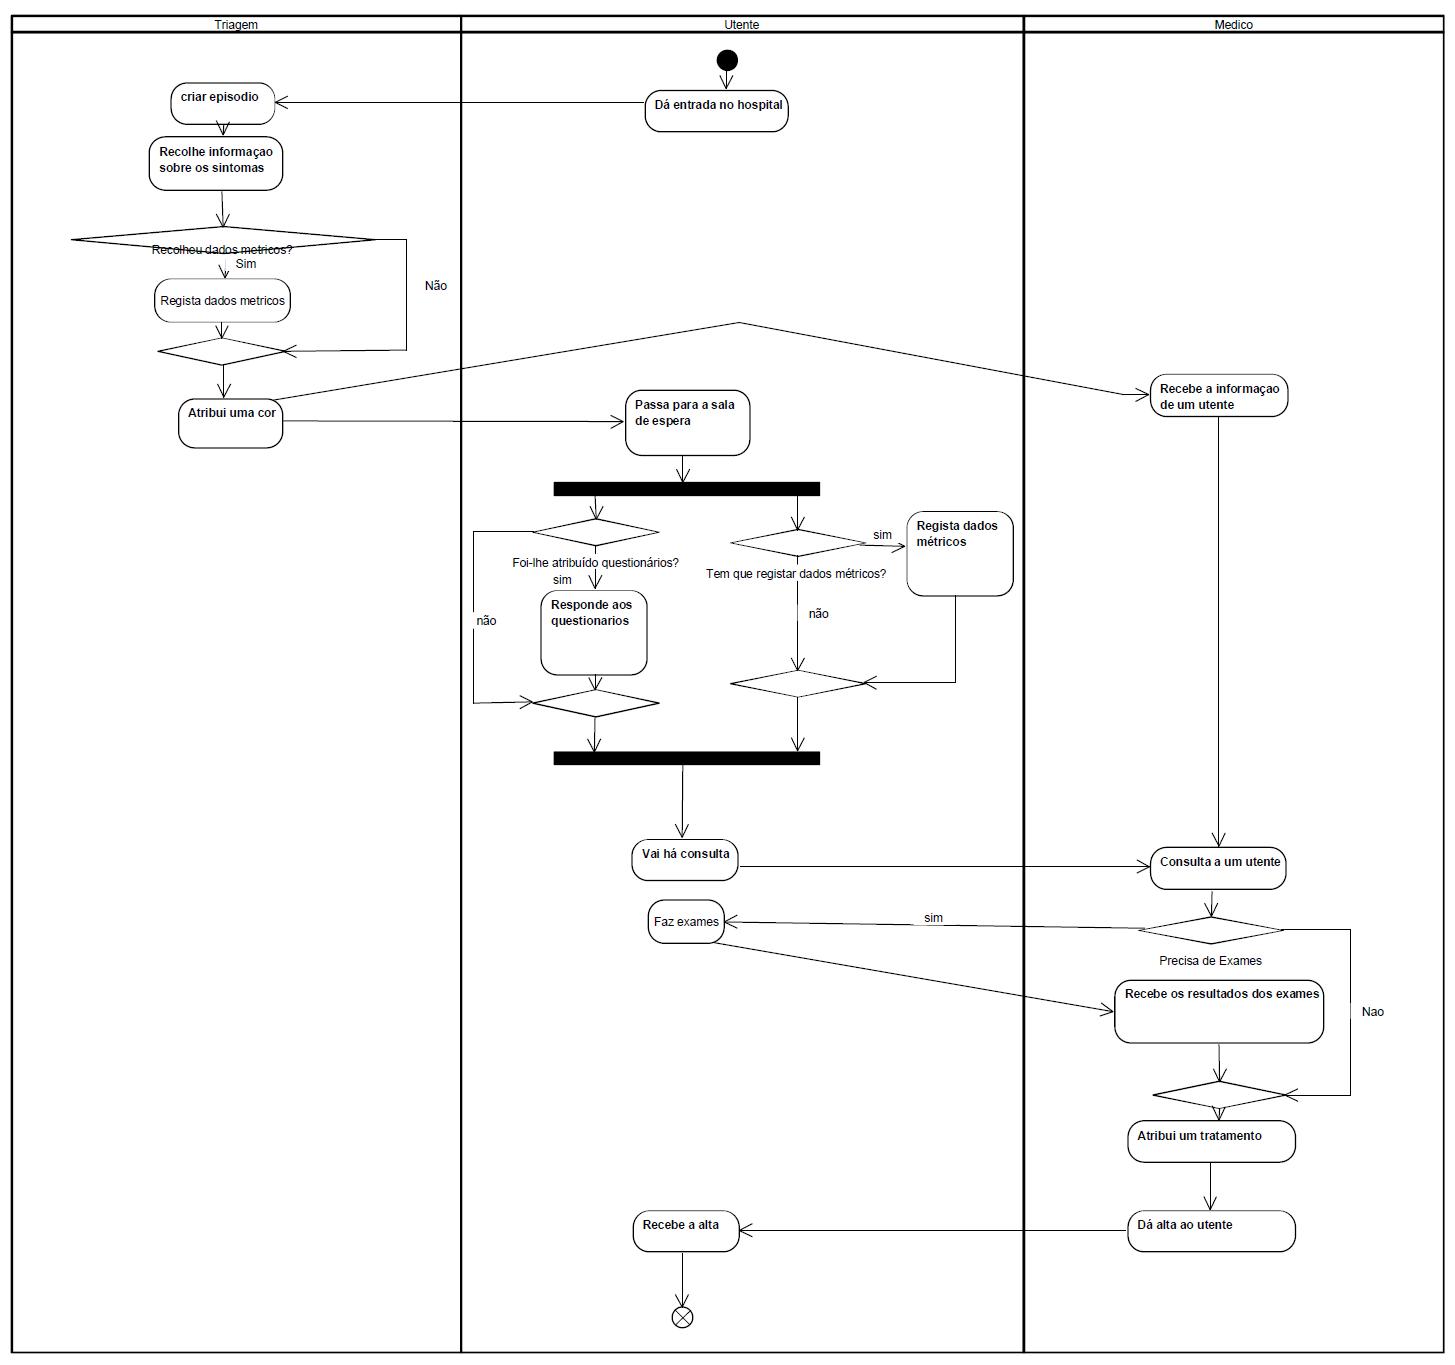 Triagem
Utente
Medico
criar episodio
Dá entrada no hospital
Recolhe informaçao
sobre os sintomas
Recolheu dados metricos?
Sim
Não
Regista dados metricos
Atribui uma cor
Passa para a sala
de espera
Recebe a informaçao
de um utente
Foi-lhe atribuído questionários?
sim
não
Responde aos
questionarios
Tem que registar dados métricos?
sim
não
Regista dados
métricos
Vai há consulta
Consulta a um utente
Faz exames
sim
Precisa de Exames
Recebe os resultados dos exames
Nao
Atribui um tratamento
Recebe a alta
Dá alta ao utente